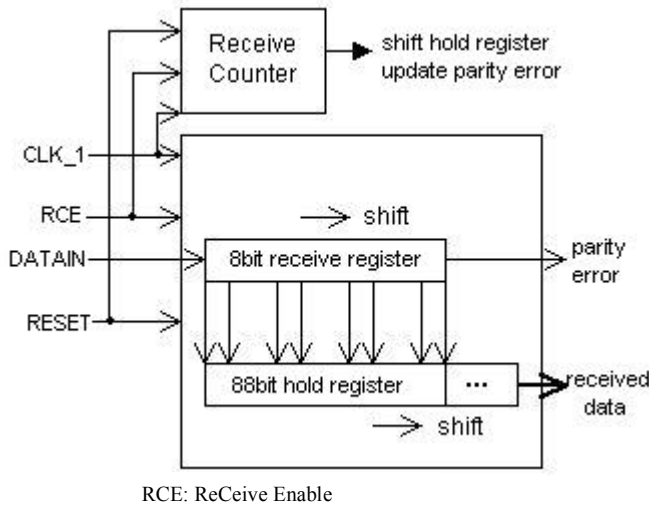 Receive
Counter
shift hold register
update parity error
CLK_1
RCE
shift
DATAIN
8bit receive register
parity
error
RESET
88bit hold register
...
received
data
shift
RCE: ReCeive Enable